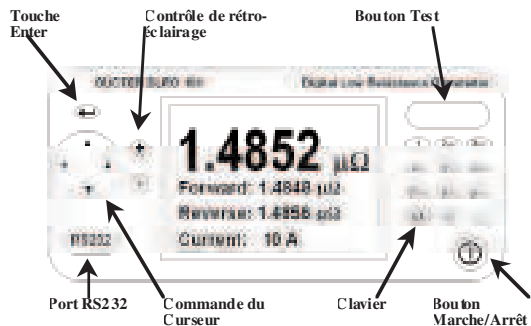 Touche Enter
Contrôle de rétro-éclairage
Bouton Test
Digital Low Resistance Ohmmeter
1.4852 µΩ
Forward: 1.4848 µΩ
Reverse: 1.4856 µΩ
Current: 10 A
RS232
Port RS232
Commande du Curseur
Clavier
Bouton Marche/Arrêt